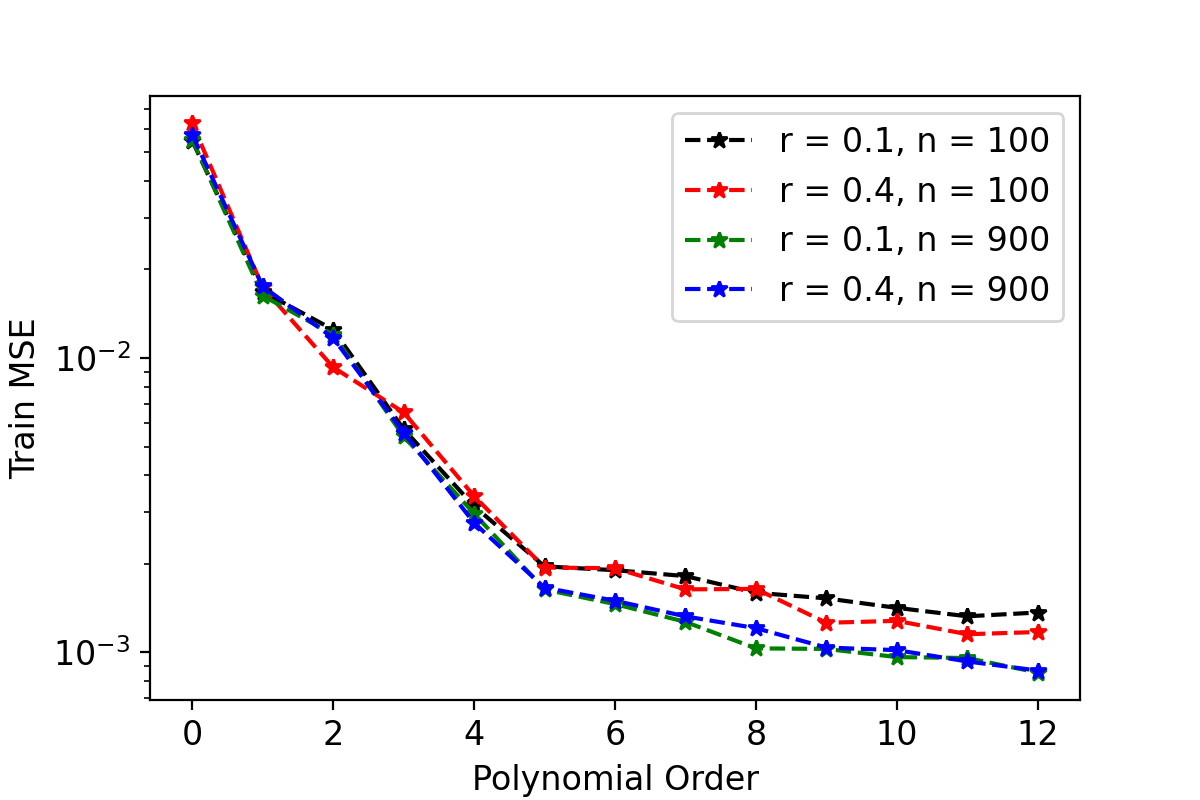 r = 0.1, n = 100
r = 0.4, n = 100
r = 0.1, n = 900
r = 0.4, n = 900
Train MSE
10⁻²
10⁻³
0 2 4 6 8 10 12
Polynomial Order